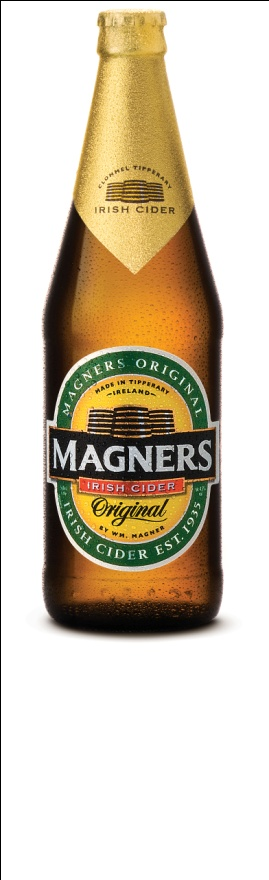 CLONMEL TIPPERARY
IRISH CIDER
MAGNERS ORIGINAL
MADE IN TIPPERARY
~IRELAND~
MAGNERS
IRISH CIDER
Original
BY WM. MAGNER
IRISH CIDER EST. 1935